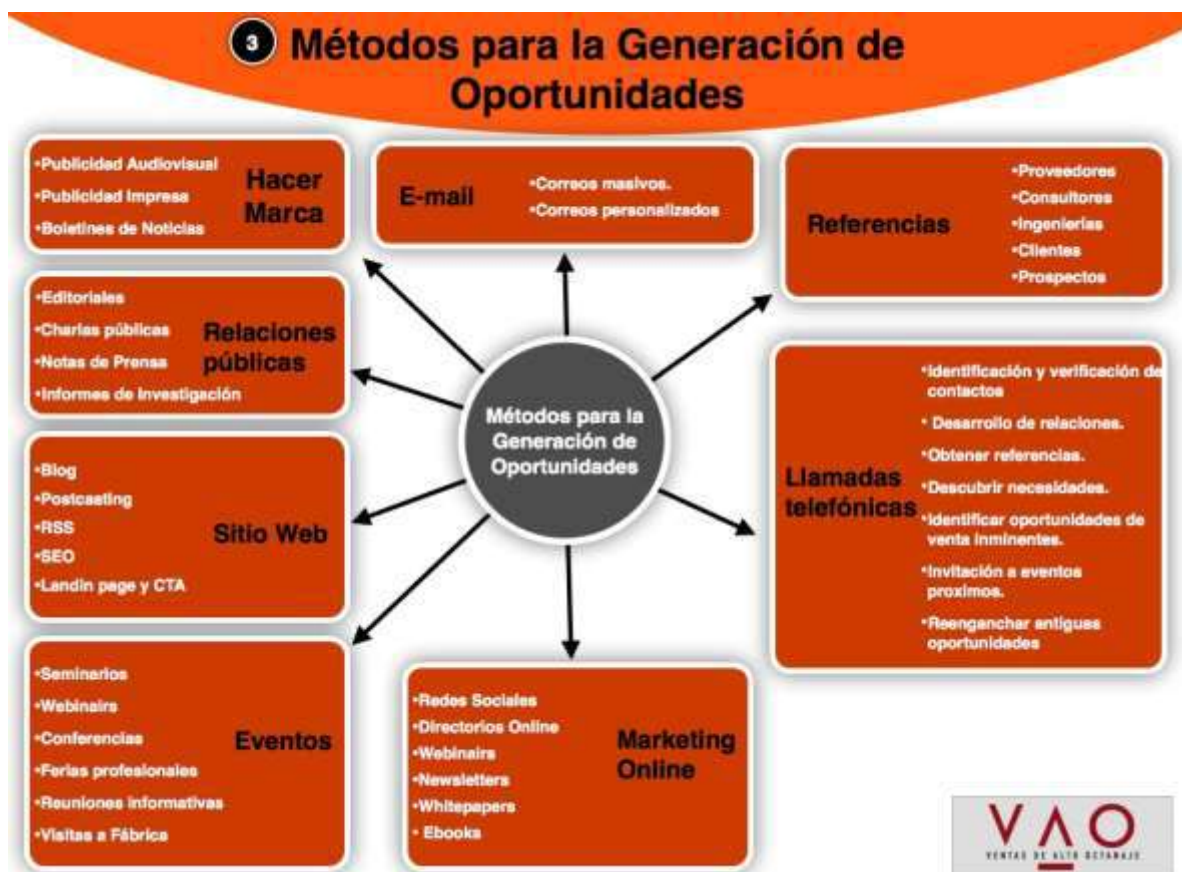 3 Métodos para la Generación de
Oportunidades
•Publicidad Audiovisual
•Publicidad Impresa
•Boletines de Noticias
Hacer
Marca
E-mail
•Correos masivos.
•Correos personalizados
Referencias
•Proveedores
•Consultores
•Ingenierías
•Clientes
•Prospectos
•Editoriales
•Charlas públicas
•Notas de Prensa
•Informes de Investigación
Relaciones
públicas
Métodos para la
Generación de
Oportunidades
Llamadas
telefónicas
•Identificación y verificación de
contactos
• Desarrollo de relaciones.
•Obtener referencias.
•Descubrir necesidades.
•Identificar oportunidades de
venta inminentes.
•Invitación a eventos
proximos.
•Reenganchar antiguas
oportunidades
•Blog
•Postcasting
•RSS
•SEO
•Landin page y CTA
Sitio Web
•Seminarios
•Webinairs
•Conferencias
•Ferias profesionales
•Reuniones informativas
•Visitas a Fábrica
Eventos
•Redes Sociales
•Directorios Online
•Webinairs
•Newsletters
•Whitepapers
• Ebooks
Marketing
Online
VAO
VENTAS DE ALTO OCTANAJE